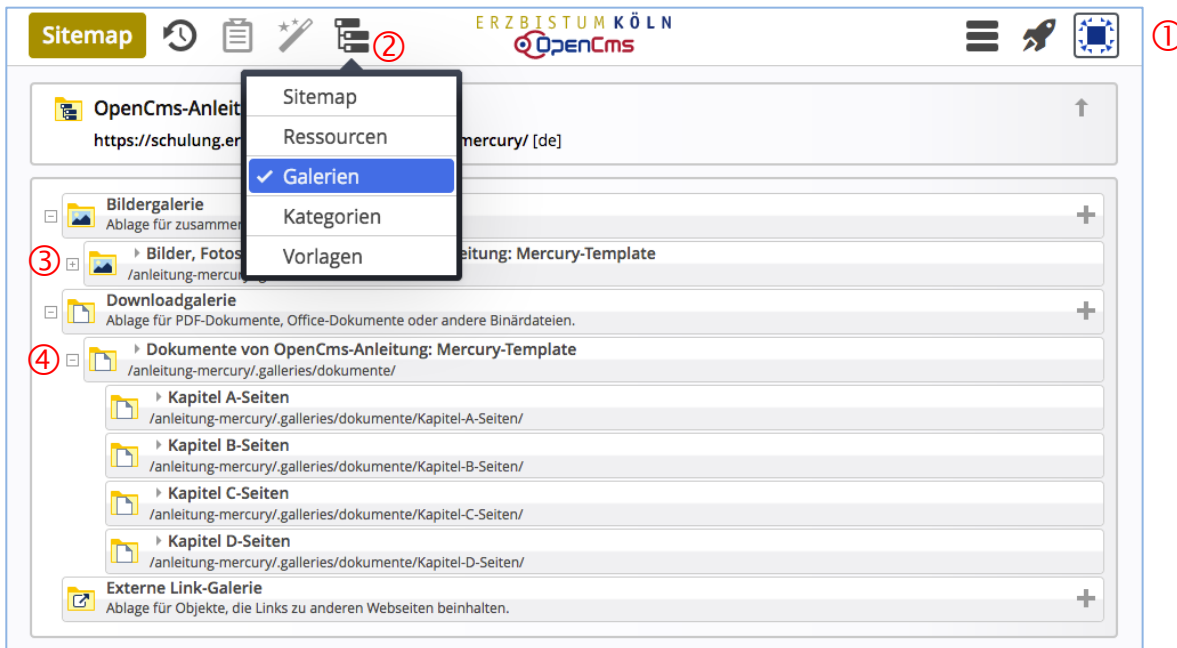 Sitemap
②
ERZBISTUM KÖLN
OpenCms
①
Sitemap
Ressourcen
Galerien
Kategorien
Vorlagen
OpenCms-Anleit
https://schulung.er mercury/ [de]
Bildergalerie
Ablage für zusammen
③
Bilder, Fotos eitung: Mercury-Template
/anleitung-mercury
Downloadgalerie
Ablage für PDF-Dokumente, Office-Dokumente oder andere Binärdateien.
④
Dokumente von OpenCms-Anleitung: Mercury-Template
/anleitung-mercury/.galleries/dokumente/
Kapitel A-Seiten
/anleitung-mercury/.galleries/dokumente/Kapitel-A-Seiten/
Kapitel B-Seiten
/anleitung-mercury/.galleries/dokumente/Kapitel-B-Seiten/
Kapitel C-Seiten
/anleitung-mercury/.galleries/dokumente/Kapitel-C-Seiten/
Kapitel D-Seiten
/anleitung-mercury/.galleries/dokumente/Kapitel-D-Seiten/
Externe Link-Galerie
Ablage für Objekte, die Links zu anderen Webseiten beinhalten.